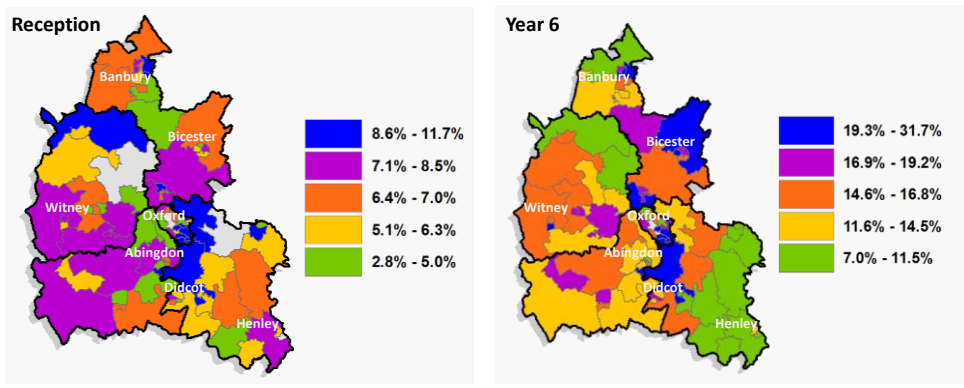 Reception
Banbury
Bicester
Witney
Oxford
Abingdon
Didcot
Henley
8.6% - 11.7%
7.1% - 8.5%
6.4% - 7.0%
5.1% - 6.3%
2.8% - 5.0%
Year 6
Banbury
Bicester
Witney
Oxford
Abingdon
Didcot
Henley
19.3% - 31.7%
16.9% - 19.2%
14.6% - 16.8%
11.6% - 14.5%
7.0% - 11.5%